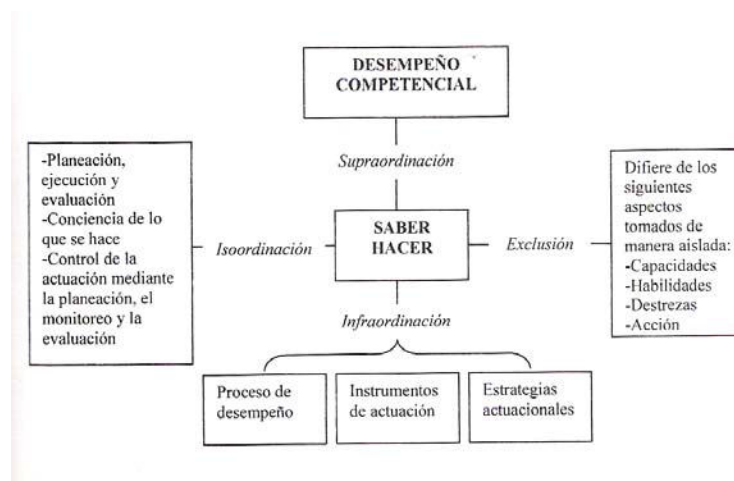 DESEMPEÑO
COMPETENCIAL
Supraordinación
-Planeación,
ejecución y
evaluación
-Conciencia de lo
que se hace
-Control de la
actuación mediante
la planeación, el
monitoreo y la
evaluación
Isoordinación
SABER
HACER
Exclusión
Difiere de los
siguientes
aspectos
tomados de
manera aislada:
-Capacidades
-Habilidades
-Destrezas
-Acción
Infraordinación
Proceso de
desempeño
Instrumentos
de actuación
Estrategias
actuacionales